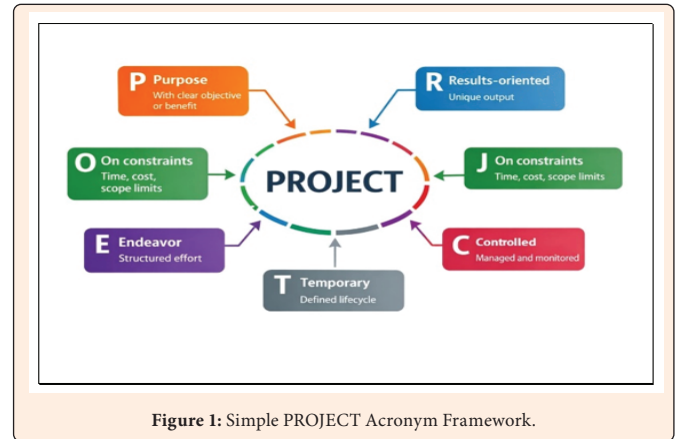 P Purpose
With clear objective
or benefit
R Results-oriented
Unique output
O On constraints
Time, cost,
scope limits
PROJECT
J On constraints
Time, cost, scope limits
E Endeavor
Structured effort
C Controlled
Managed and monitored
T Temporary
Defined lifecycle
Figure 1: Simple PROJECT Acronym Framework.